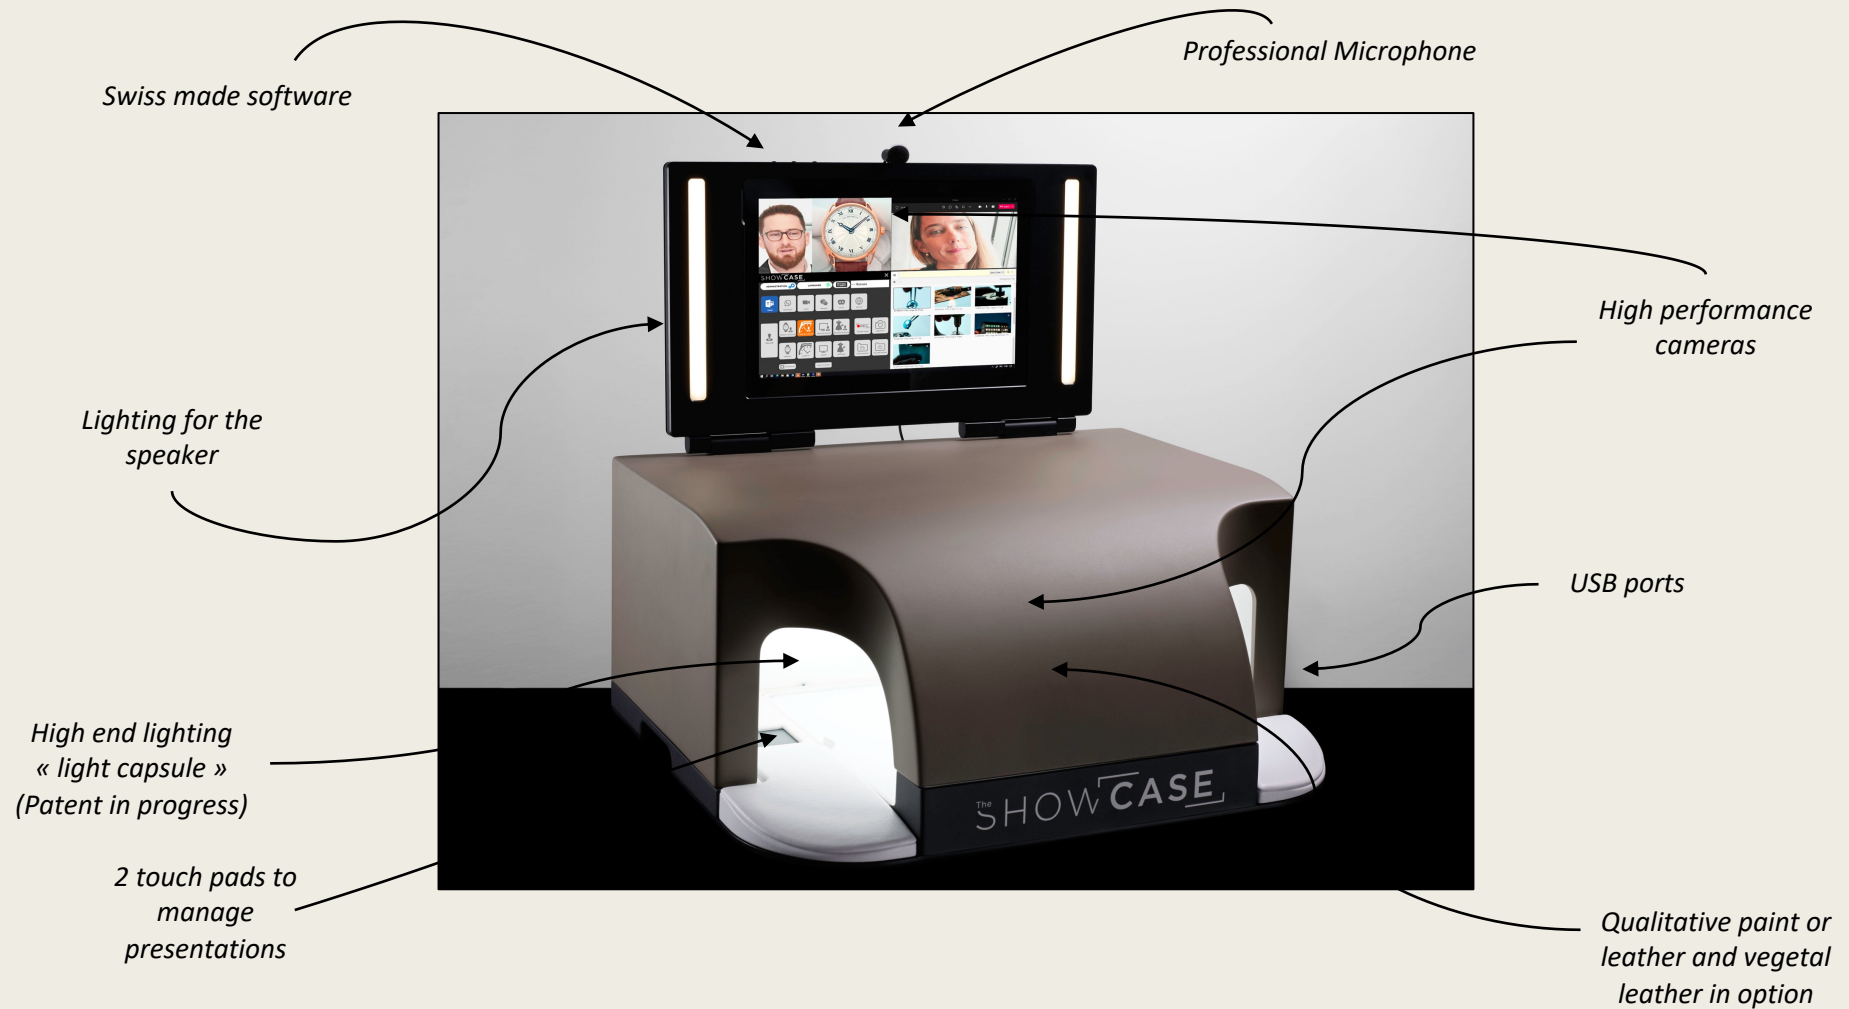 Professional Microphone
Swiss made software
SHOWCASE
High performance
cameras
Lighting for the
speaker
USB ports
High end lighting
« light capsule »
(Patent in progress)
The
SHOWCASE
2 touch pads to
manage
presentations
Qualitative paint or
leather and vegetal
leather in option